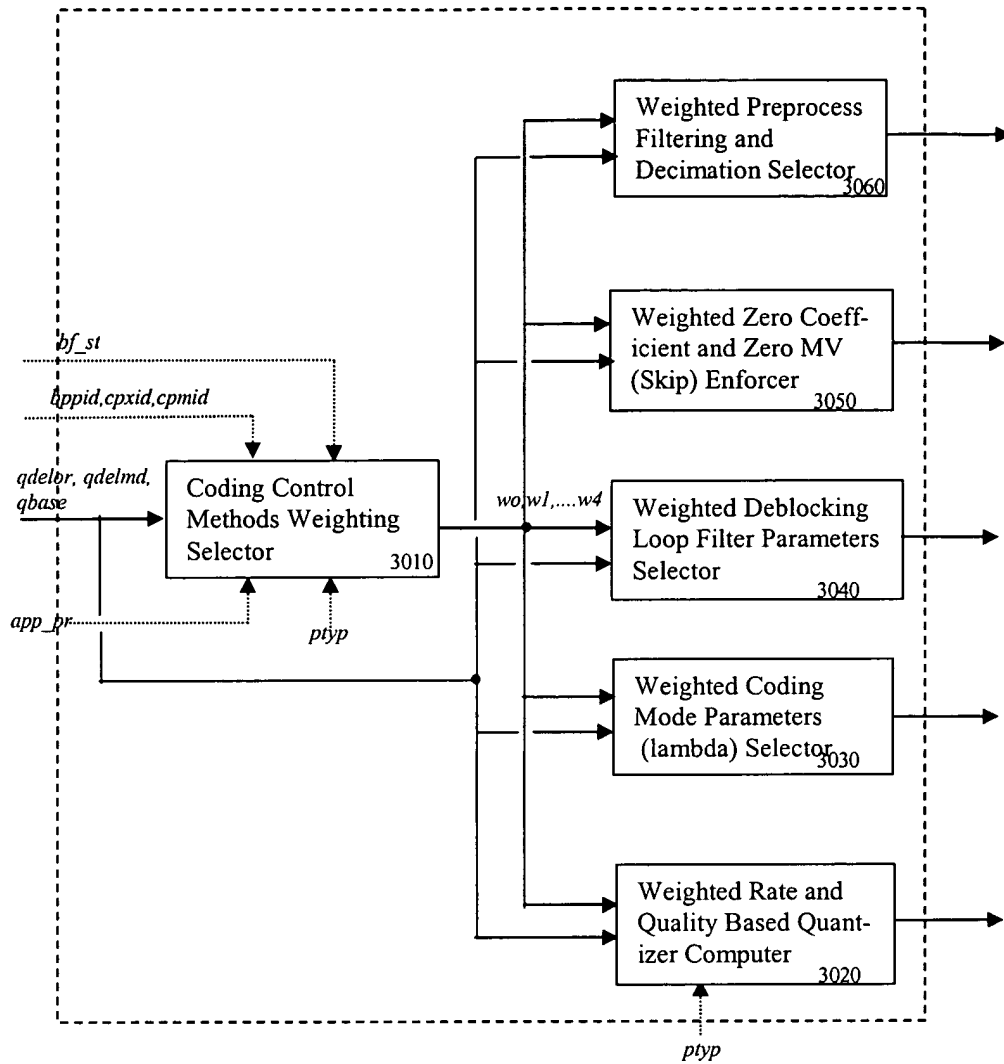 Weighted Preprocess
Filtering and
Decimation Selector
3060
Weighted Zero Coeff-
icient and Zero MV
(Skip) Enforcer
3050
bf_st
bppid,cpxid,cpmid
qdelor, qdelmd,
qbase
Coding Control
Methods Weighting
Selector
3010
wo,w1,....w4
Weighted Deblocking
Loop Filter Parameters
Selector
3040
app_pr
ptyp
Weighted Coding
Mode Parameters
(lambda) Selector
3030
Weighted Rate and
Quality Based Quant-
izer Computer
3020
ptyp